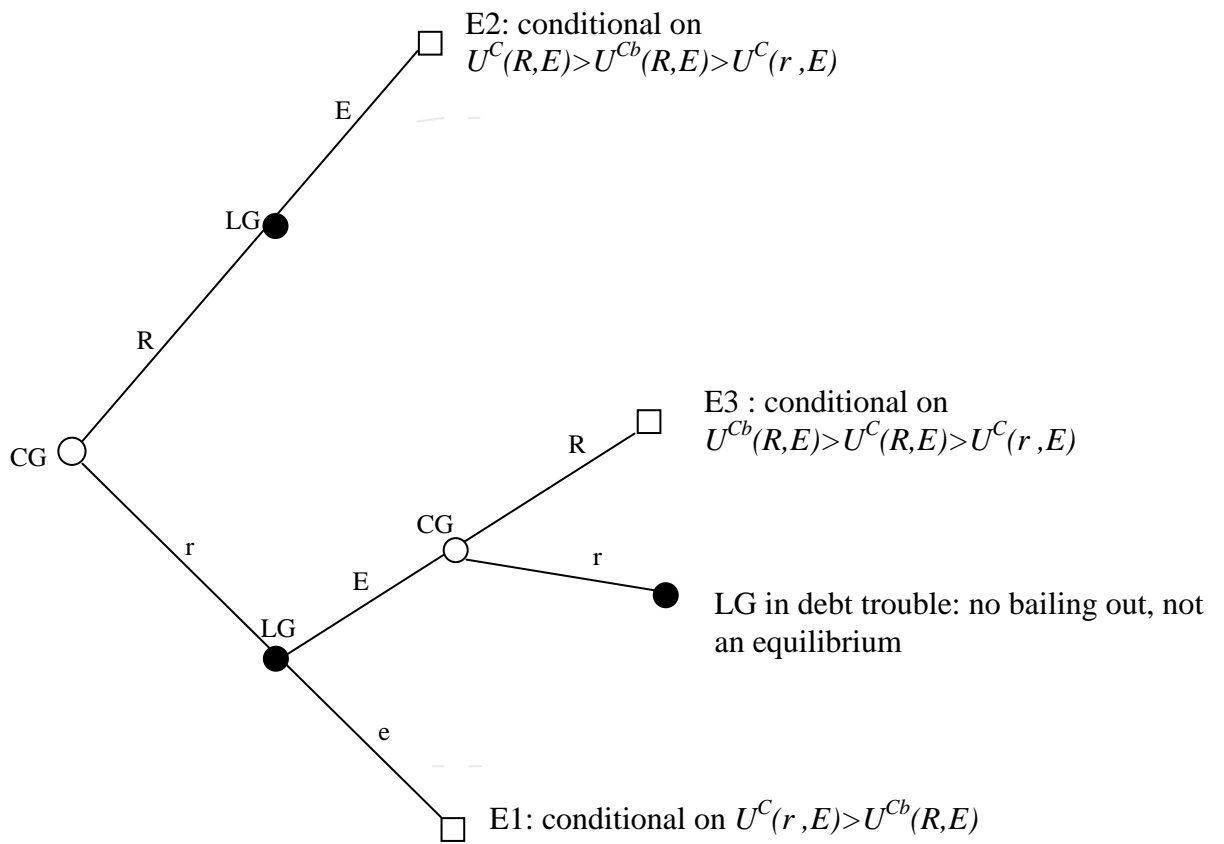 E2: conditional on
U^C(R,E)>U^{Cb}(R,E)>U^C(r ,E)
E
LG
R
E3 : conditional on
U^{Cb}(R,E)>U^C(R,E)>U^C(r ,E)
R
CG
CG
r
r
E
LG in debt trouble: no bailing out, not
an equilibrium
LG
e
E1: conditional on U^C(r ,E)>U^{Cb}(R,E)